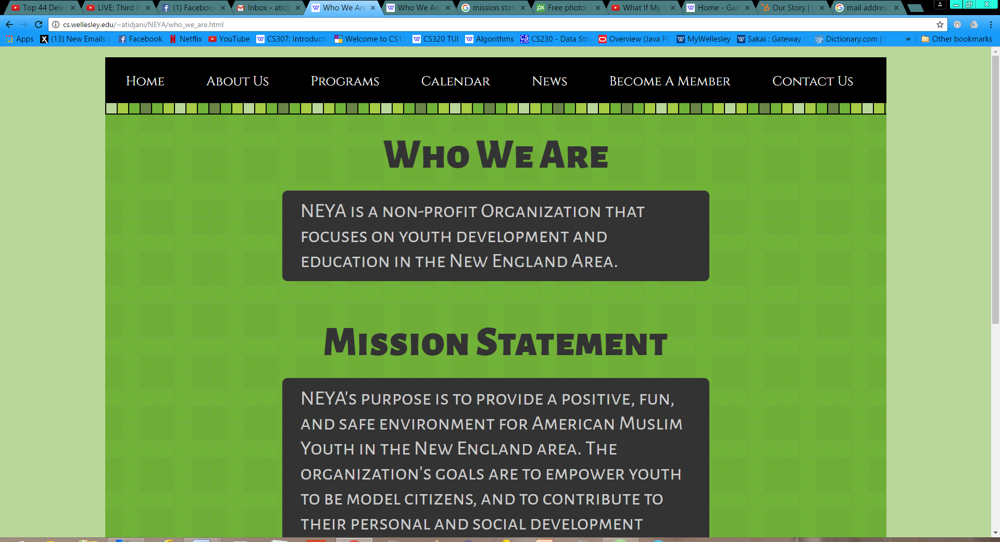 Top 44 Dele
LIVE: Third P
(1) Facebook
Inbox - atidj
Who We Are
Who We Are
mission stat
Free photo:
What If My S
Home - Gan
Our Story | H
mail address
cs.wellesley.edu/~atidjani/NEYA/who_we_are.html
Apps
(13) New Emails |
Facebook
Netflix
YouTube
CS307: Introducti
Welcome to CS11
CS320 TUI
Algorithms
CS230 - Data Stru
Overview (Java Pl
MyWellesley
Sakai : Gateway :
Dictionary.com |
»
Other bookmarks
Home About Us Programs Calendar News Become A Member Contact Us
Who We Are
NEYA is a non-profit Organization that
focuses on youth development and
education in the New England Area.
Mission Statement
NEYA's purpose is to provide a positive, fun,
and safe environment for American Muslim
Youth in the New England area. The
organization's goals are to empower youth
to be model citizens, and to contribute to
their personal and social development